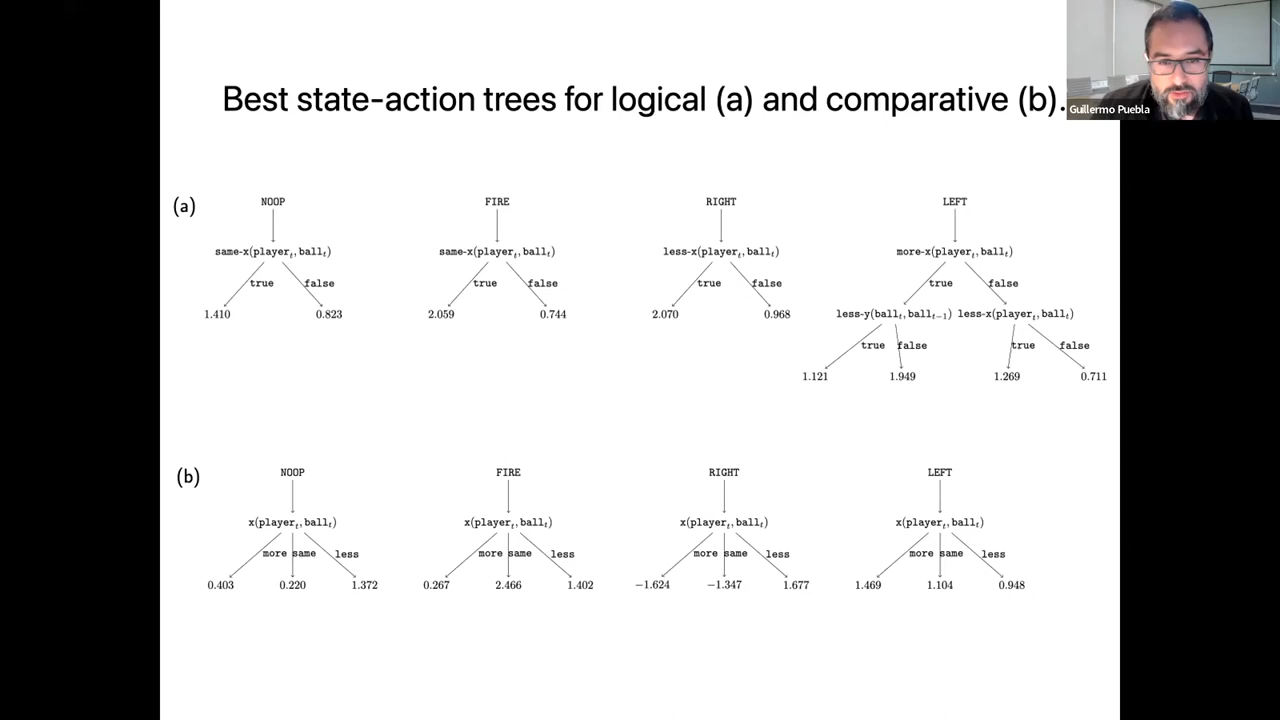 Best state-action trees for logical (a) and comparative (b).
Guillermo Puebla
(a)
NOOP FIRE RIGHT LEFT
same-x(player_t, ball_t) same-x(player_t, ball_t) less-x(player_t, ball_t) more-x(player_t, ball_t)
true false true false true false true false
1.410 0.823 2.059 0.744 2.070 0.968 less-y(ball_t, ball_{t-1}) less-x(player_t, ball_t)
true false true false
1.121 1.949 1.269 0.711
(b)
NOOP FIRE RIGHT LEFT
x(player_t, ball_t) x(player_t, ball_t) x(player_t, ball_t) x(player_t, ball_t)
more same less more same less more same less more same less
0.403 0.220 1.372 0.267 2.466 1.402 −1.624 −1.347 1.677 1.469 1.104 0.948